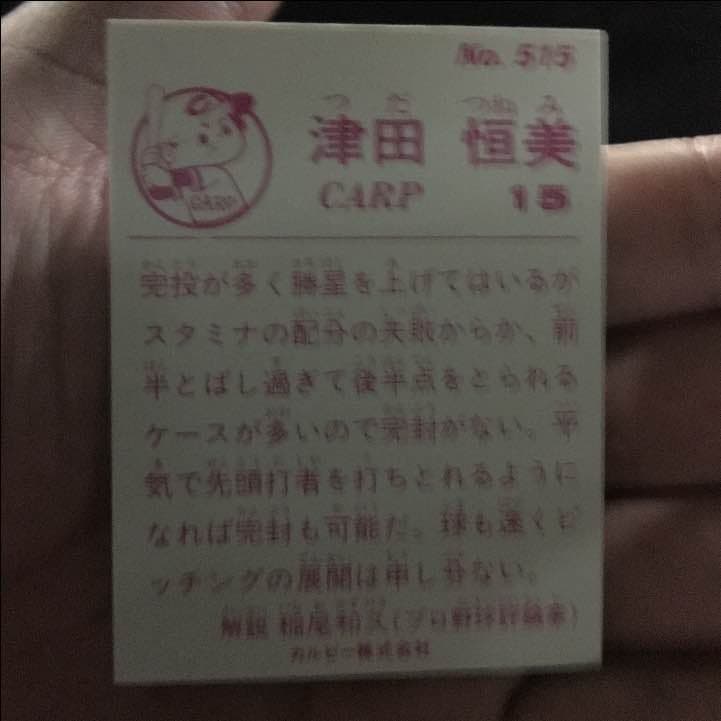 No. 515
つだ つねみ
津田 恒美
CARP 15
CARP
完投が多く勝星を上げてはいるが
スタミナの配分の失敗からか、前
半とばし過ぎて後半点をとられる
ケースが多いので完封がない。平
気で先頭打者を打ちとれるように
なれば完封も可能だ。球も速くピ
ッチングの展開は申し分ない。
解説 稲尾和久(プロ野球評論家)
カルビー株式会社